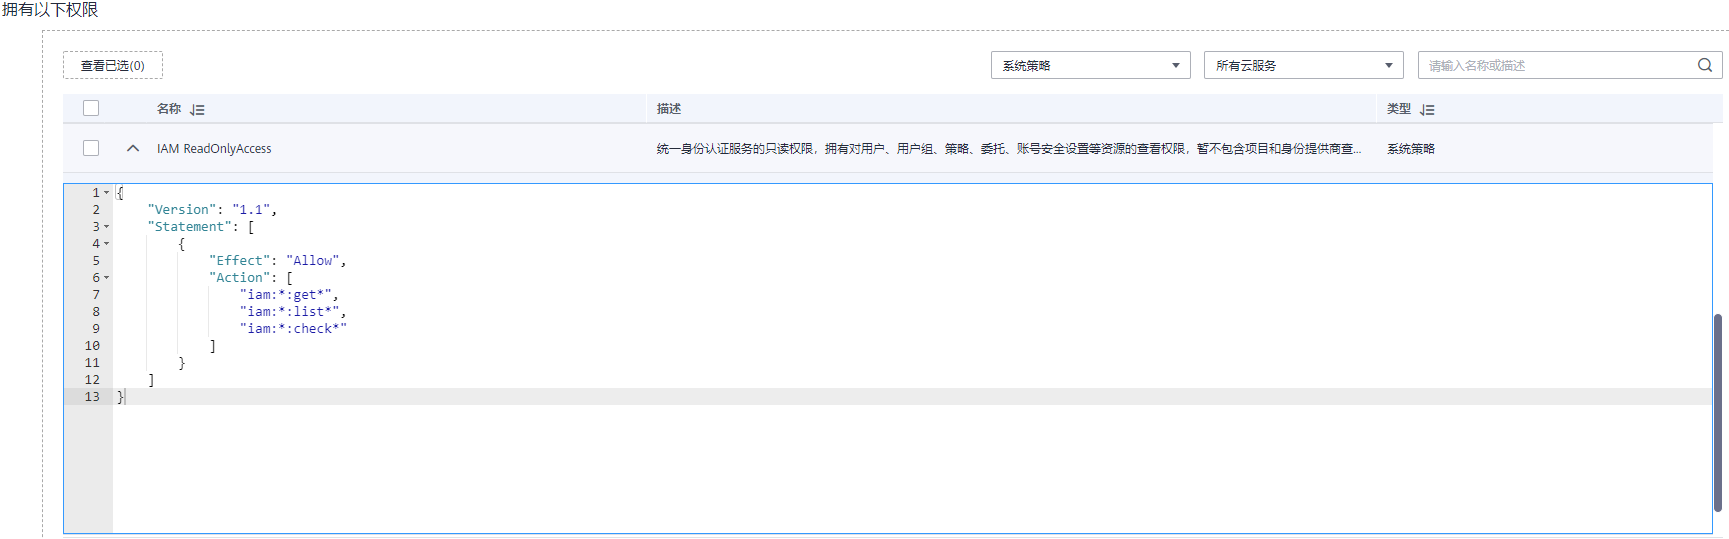 拥有以下权限
查看已选(0) 系统策略 所有云服务 请输入名称或描述
名称 描述 类型
IAM ReadOnlyAccess 统一身份认证服务的只读权限，拥有对用户、用户组、策略、委托、账号安全设置等资源的查看权限，暂不包含项目和身份提供商查... 系统策略
1 {
2 "Version": "1.1",
3 "Statement": [
4 {
5 "Effect": "Allow",
6 "Action": [
7 "iam:*:get*",
8 "iam:*:list*",
9 "iam:*:check*"
10 ]
11 }
12 ]
13 }